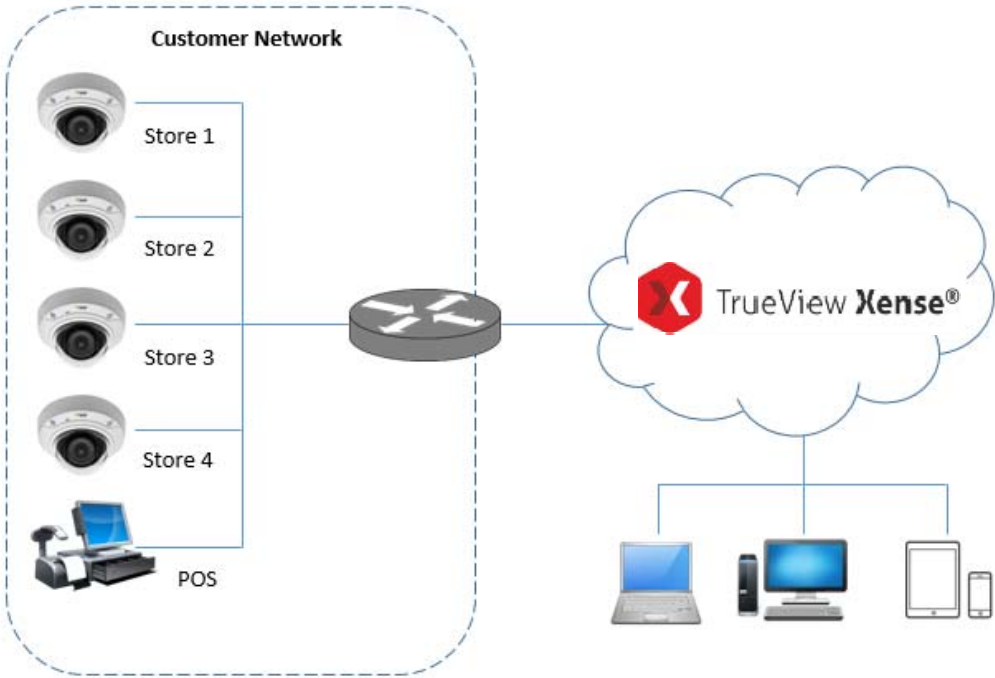 Customer Network
Store 1
Store 2
TrueView Xense®
Store 3
Store 4
POS